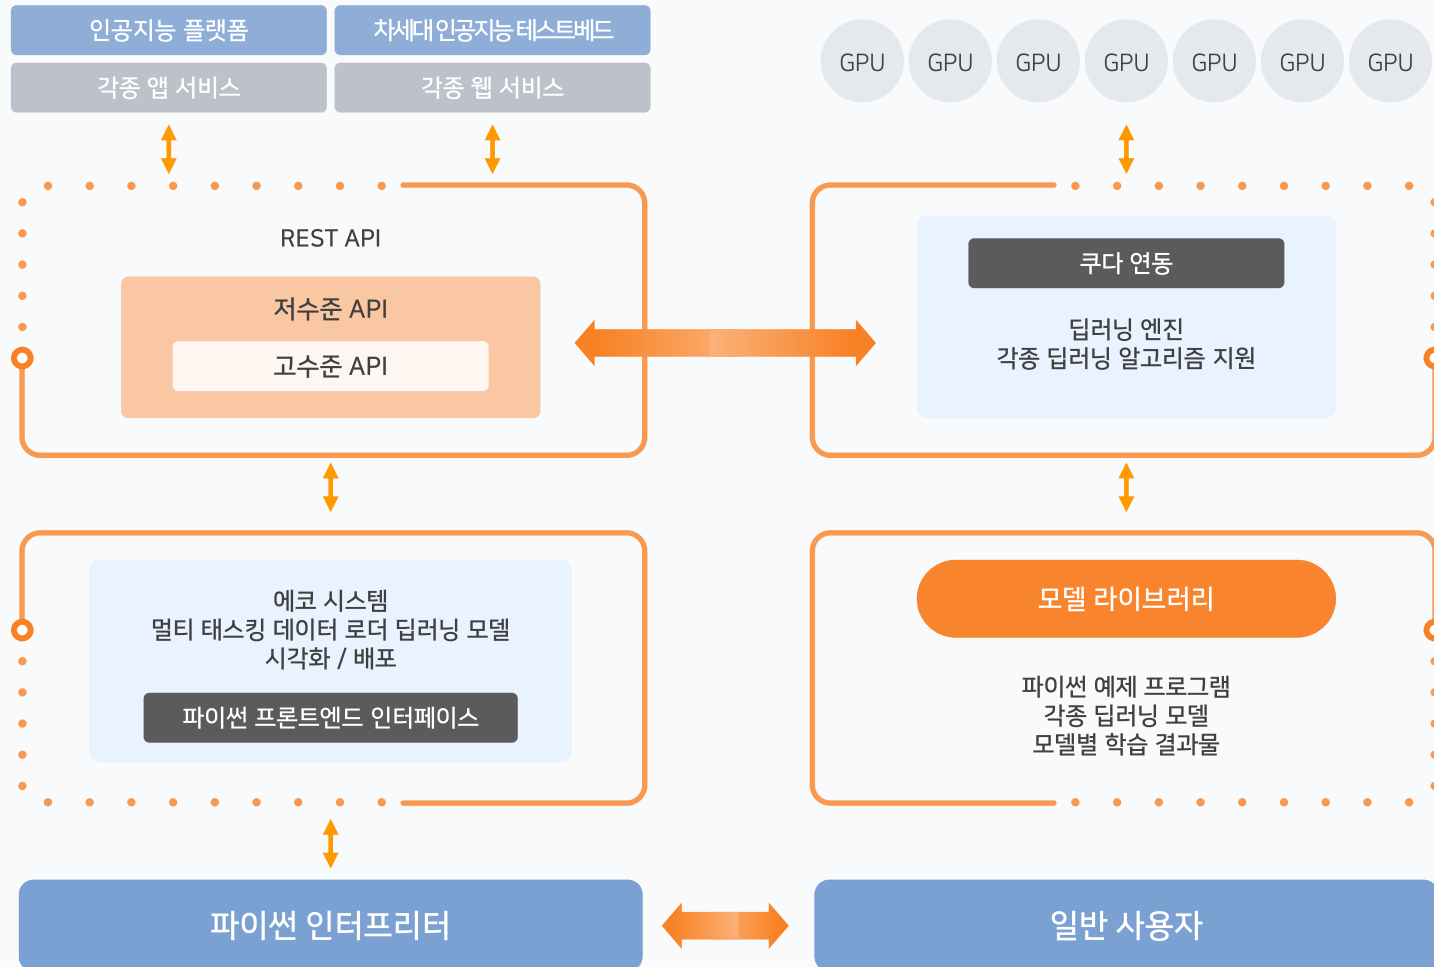 인공지능 플랫폼
차세대 인공지능 테스트베드
각종 앱 서비스
각종 웹 서비스
GPU
GPU
GPU
GPU
GPU
GPU
GPU
REST API
저수준 API
고수준 API
쿠다 연동
딥러닝 엔진
각종 딥러닝 알고리즘 지원
에코 시스템
멀티 태스킹 데이터 로더 딥러닝 모델
시각화 / 배포
파이썬 프론트엔드 인터페이스
모델 라이브러리
파이썬 예제 프로그램
각종 딥러닝 모델
모델별 학습 결과물
파이썬 인터프리터
일반 사용자